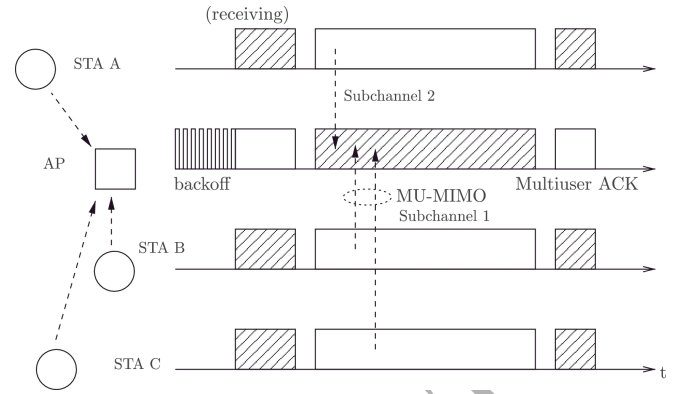 (receiving)
STA A
Subchannel 2
AP
backoff
Multiuser ACK
MU-MIMO
Subchannel 1
STA B
STA C
t